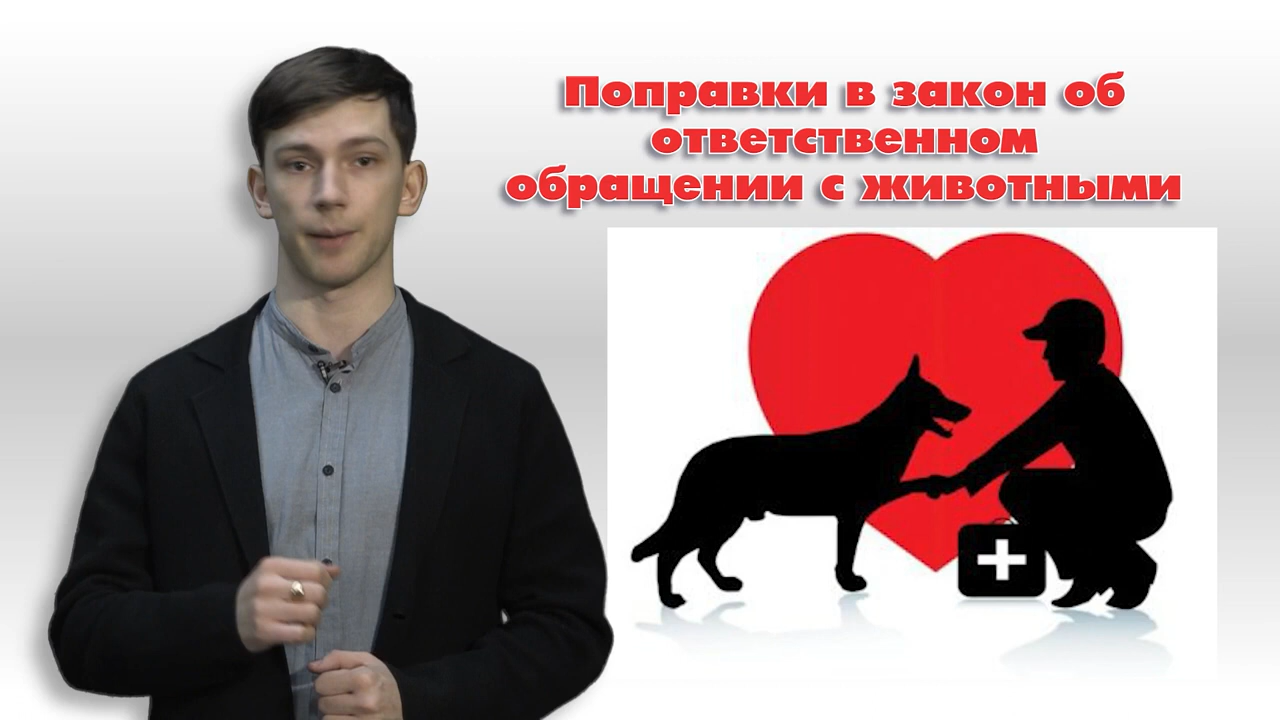 Поправки в закон об
ответственном
обращении с животными